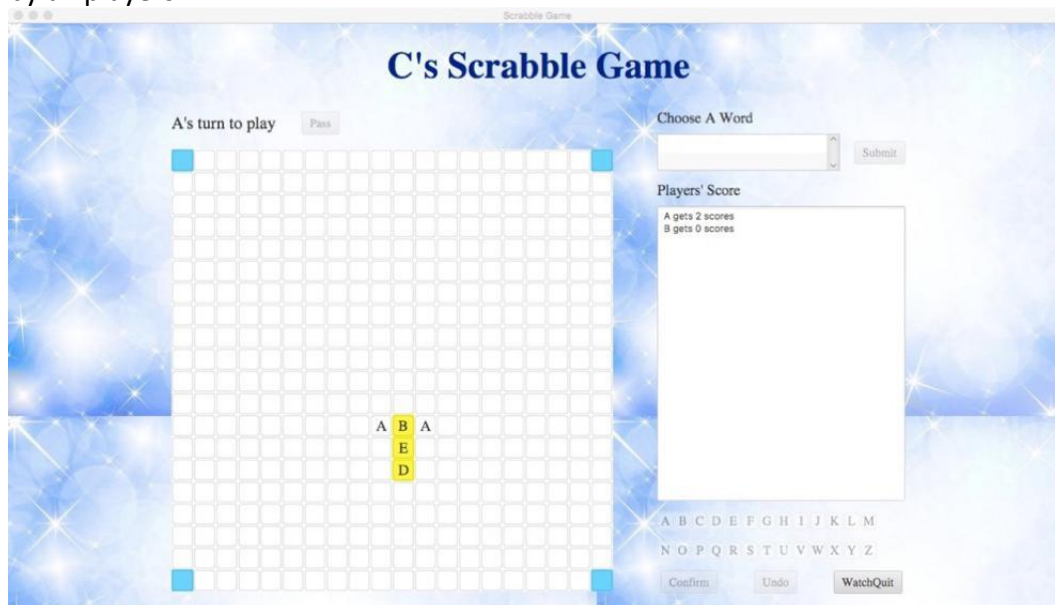 Scrabble Game
C's Scrabble Game
A's turn to play
Pass
A B A
E
D
Choose A Word
Submit
Players' Score
A gets 2 scores
B gets 0 scores
A B C D E F G H I J K L M
N O P Q R S T U V W X Y Z
Confirm
Undo
WatchQuit